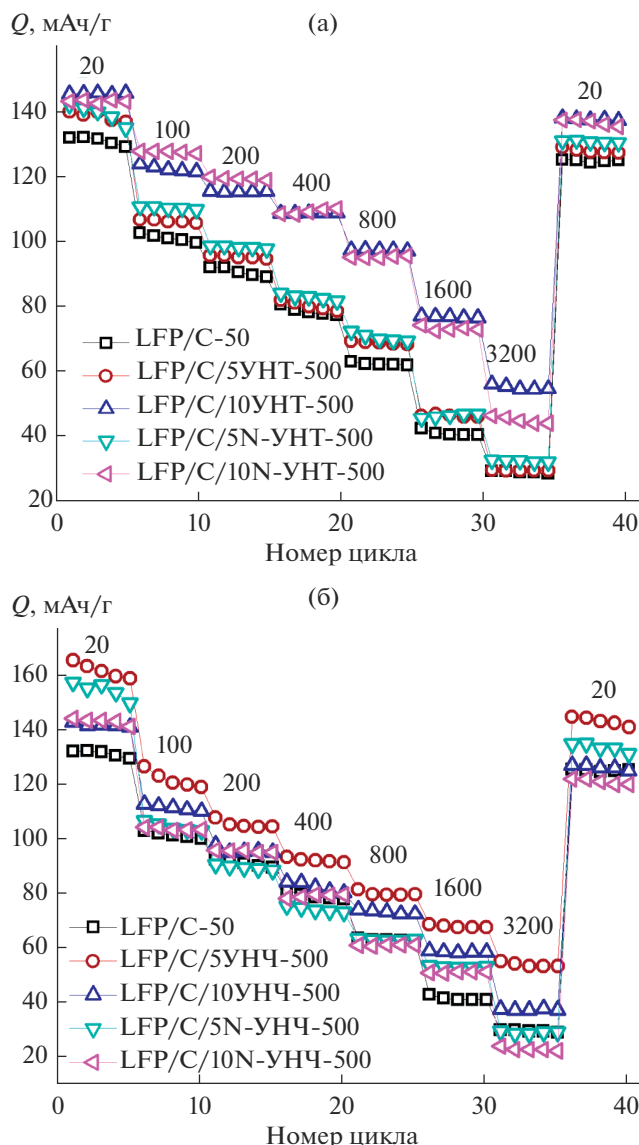 Q, мАч/г
(а)
20
20
140
100
200
120
400
800
100
1600
80
3200
LFP/C-50
60
LFP/C/5УНТ-500
LFP/C/10УНТ-500
40
LFP/C/5N-УНТ-500
LFP/C/10N-УНТ-500
20
0 10 20 30 40
Номер цикла
Q, мАч/г
(б)
20
20
160
140
100
200
120
400
100
800
1600
80
3200
LFP/C-50
60
LFP/C/5УНЧ-500
LFP/C/10УНЧ-500
40
LFP/C/5N-УНЧ-500
20
LFP/C/10N-УНЧ-500
0 10 20 30 40
Номер цикла